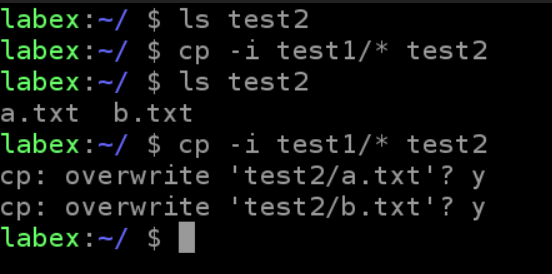 labex:~/ $ ls test2
labex:~/ $ cp -i test1/* test2
labex:~/ $ ls test2
a.txt  b.txt
labex:~/ $ cp -i test1/* test2
cp: overwrite 'test2/a.txt'? y
cp: overwrite 'test2/b.txt'? y
labex:~/ $